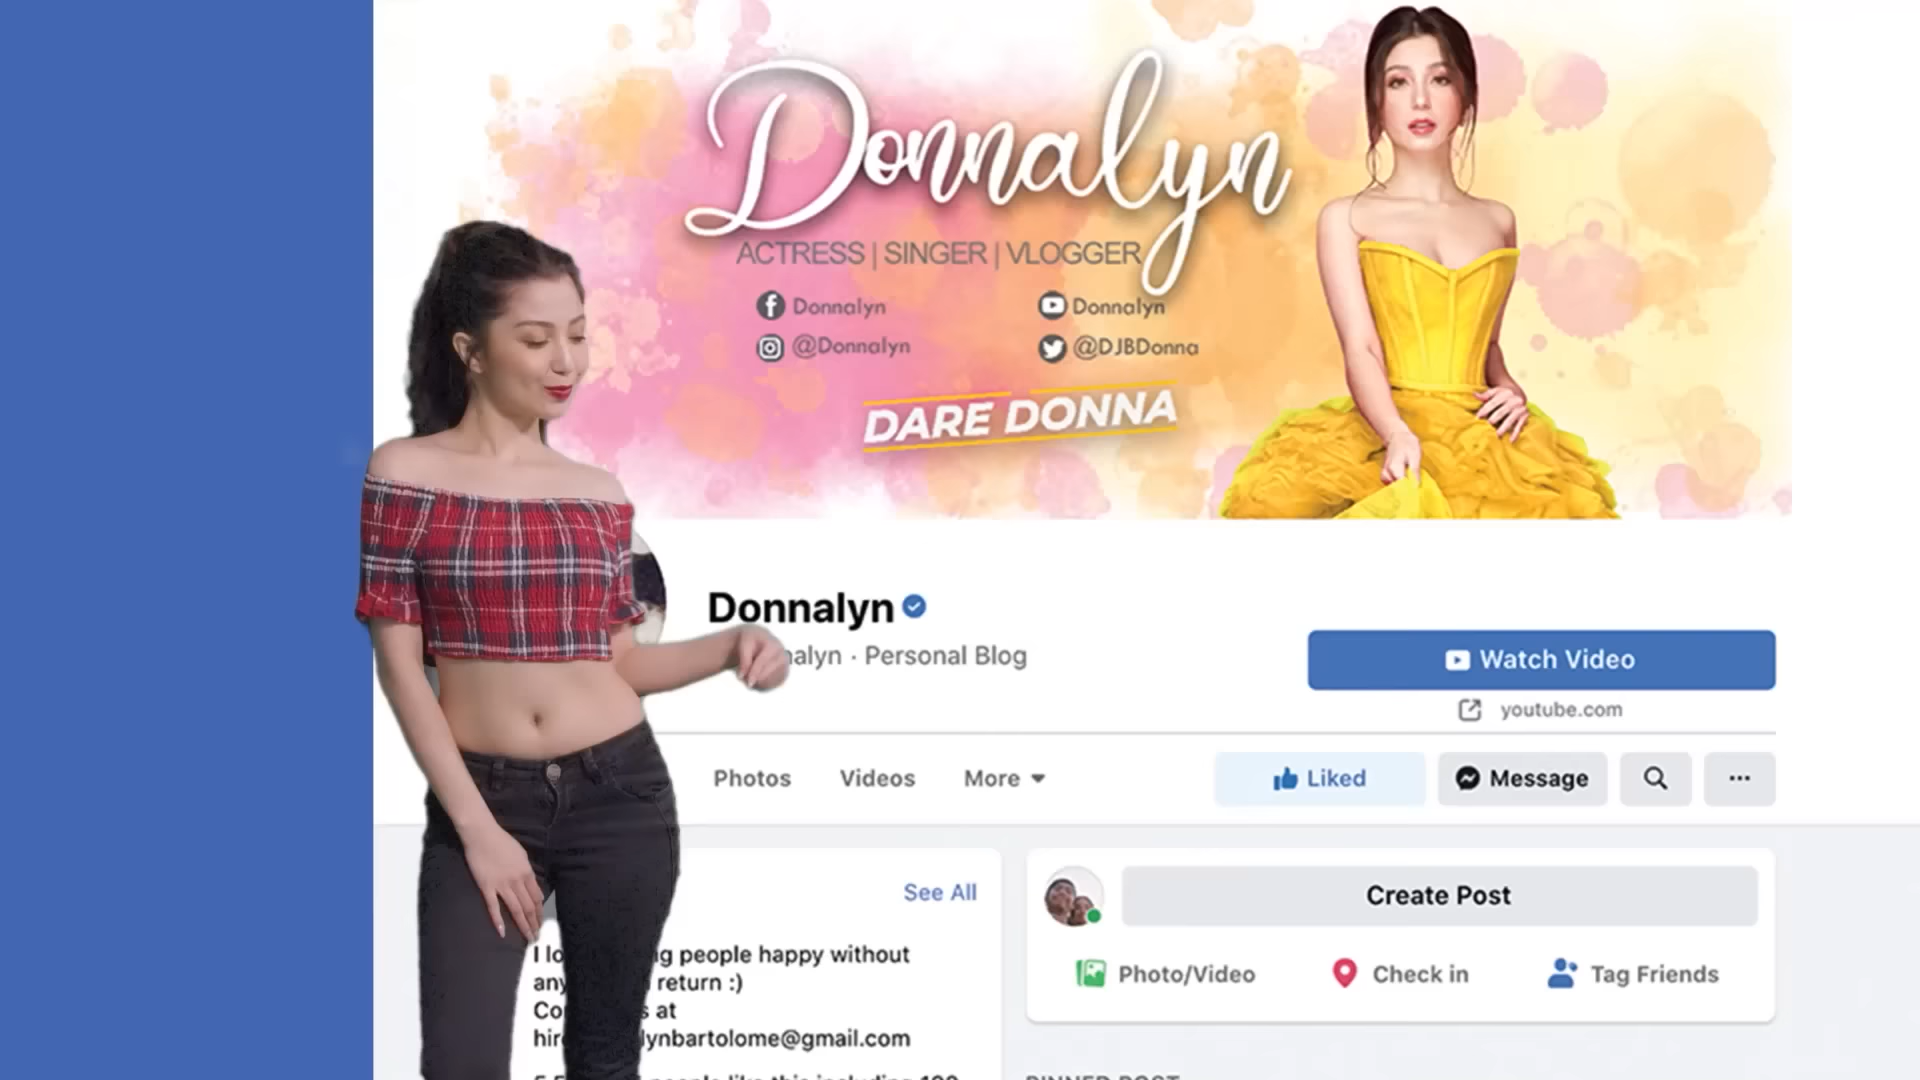 Donnalyn
ACTRESS | SINGER | VLOGGER
Donnalyn
Donnalyn
@Donnalyn
@DJBDonna
DARE DONNA
Donnalyn
alyn · Personal Blog
Watch Video
youtube.com
Photos
Videos
More
Liked
Message
See All
Create Post
I people happy without
return :)
at
lynbartolome@gmail.com
Photo/Video
Check in
Tag Friends
PINNED POST